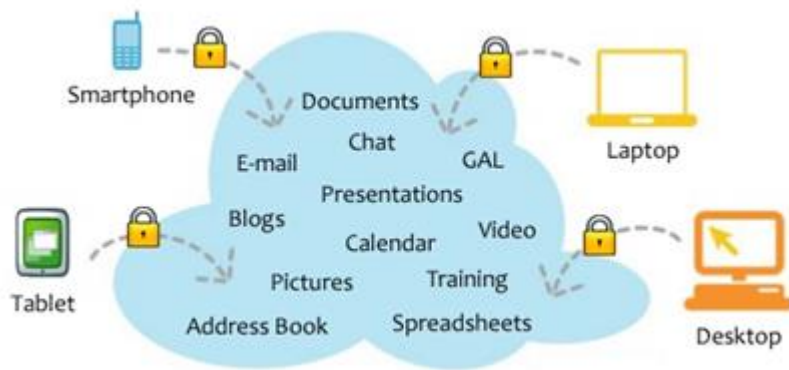 Smartphone
Documents
Chat
E-mail
GAL
Laptop
Presentations
Blogs
Video
Calendar
Tablet
Pictures
Training
Address Book
Spreadsheets
Desktop